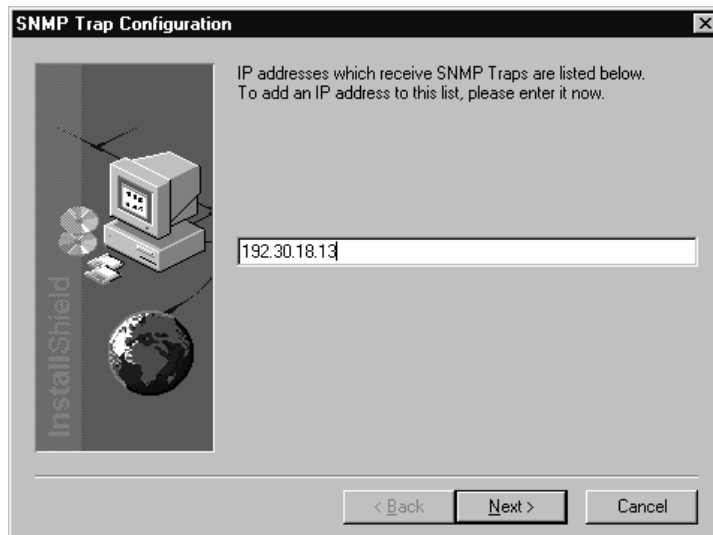 SNMP Trap Configuration
IP addresses which receive SNMP Traps are listed below.
To add an IP address to this list, please enter it now.
192.30.18.13
InstallShield
< Back
Next >
Cancel